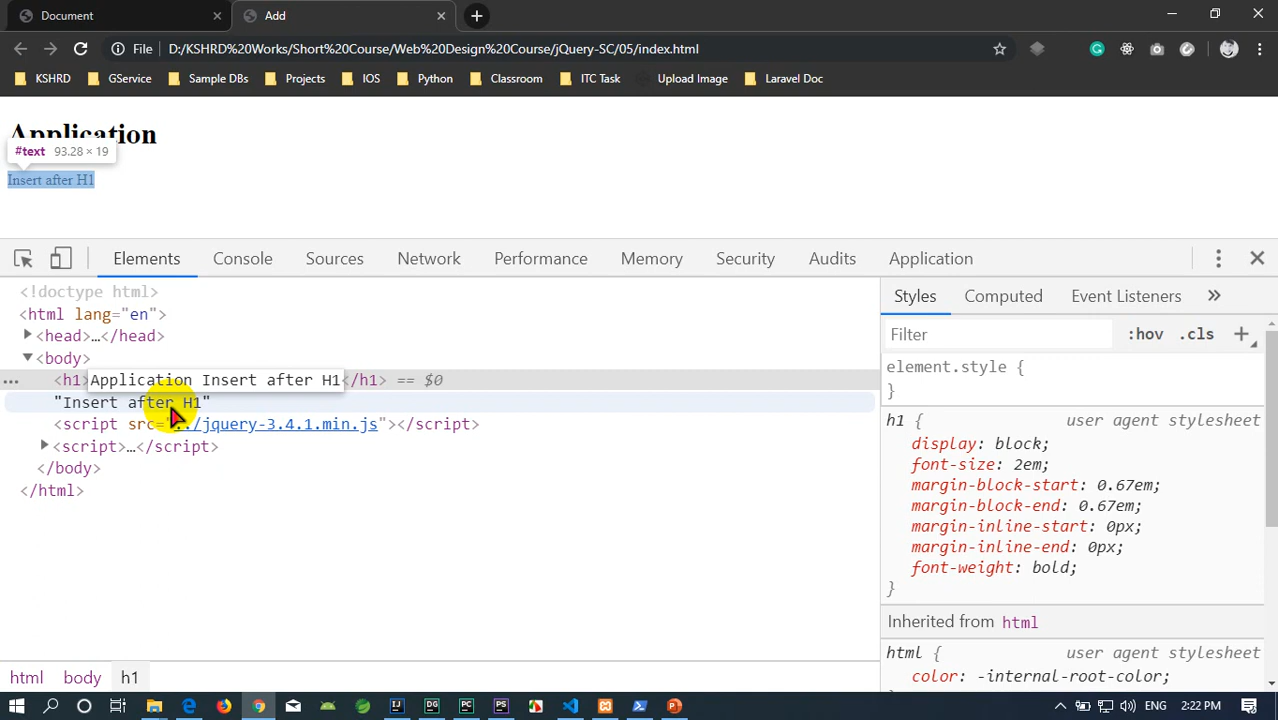 Document
Add
File
D:/KSHRD%20Works/Short%20Course/Web%20Design%20Course/jQuery-SC/05/index.html
KSHRD
GService
Sample DBs
Projects
IOS
Python
Classroom
ITC Task
Upload Image
Laravel Doc
Application
#text 93.28 × 19
Insert after H1
Elements
Console
Sources
Network
Performance
Memory
Security
Audits
Application
<!doctype html>
<html lang="en">
<head>…</head>
<body>
<h1>Application Insert after H1</h1> == $0
"Insert after H1"
<script src="../jquery-3.4.1.min.js"></script>
<script>…</script>
</body>
</html>
html body h1
Styles
Computed
Event Listeners
Filter
:hov
.cls
element.style {
}
h1 { user agent stylesheet
display: block;
font-size: 2em;
margin-block-start: 0.67em;
margin-block-end: 0.67em;
margin-inline-start: 0px;
margin-inline-end: 0px;
font-weight: bold;
}
Inherited from html
html { user agent stylesheet
color: -internal-root-color;
ENG
2:22 PM